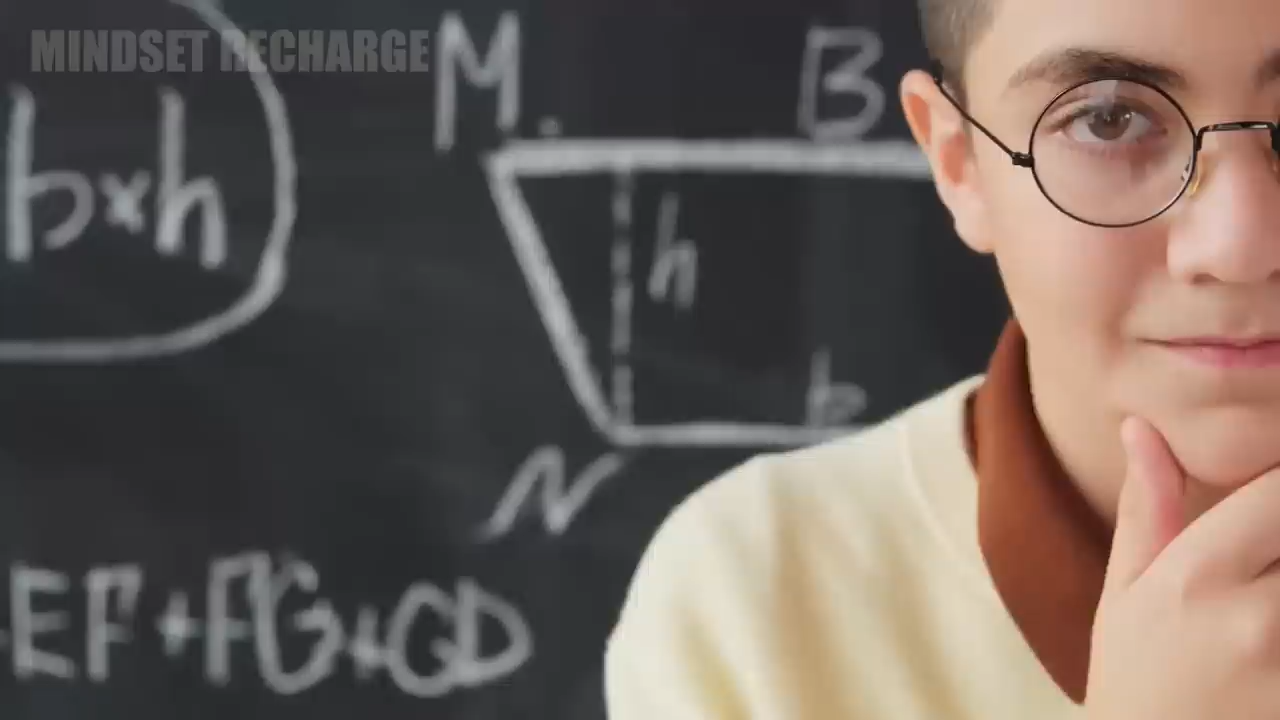 MINDSET RECHARGE
M. B
b×h
h
b
N
EF+FG+GD